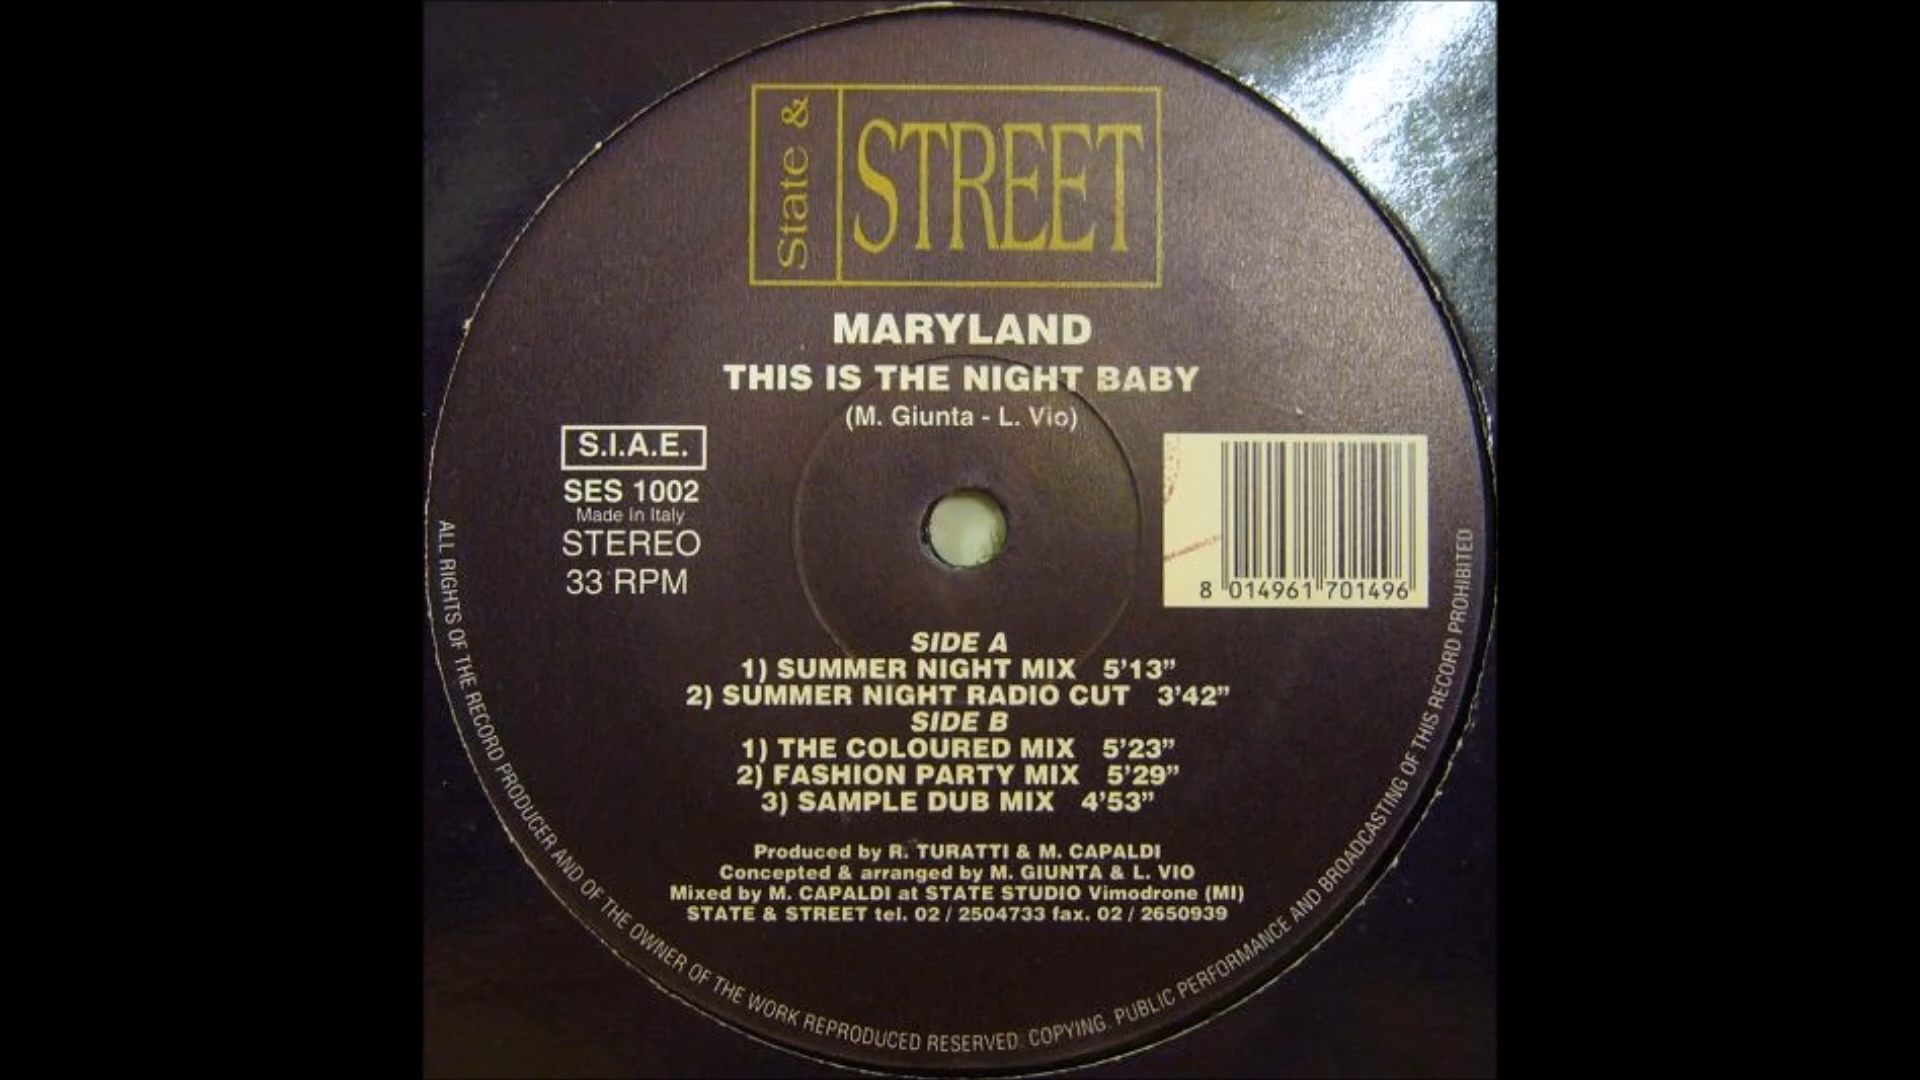 State &
STREET
MARYLAND
THIS IS THE NIGHT BABY
(M. Giunta - L. Vio)
S.I.A.E.
SES 1002
Made In Italy
STEREO
33 RPM
8 014961 701496
SIDE A
1) SUMMER NIGHT MIX 5'13"
2) SUMMER NIGHT RADIO CUT 3'42"
SIDE B
1) THE COLOURED MIX 5'23"
2) FASHION PARTY MIX 5'29"
3) SAMPLE DUB MIX 4'53"
Produced by R. TURATTI & M. CAPALDI
Concepted & arranged by M. GIUNTA & L. VIO
Mixed by M. CAPALDI at STATE STUDIO Vimodrone (MI)
STATE & STREET tel. 02 / 2504733 fax. 02 / 2650939
ALL RIGHTS OF THE RECORD PRODUCER AND OF THE OWNER OF THE WORK REPRODUCED RESERVED. COPYING. PUBLIC PERFORMANCE AND BROADCASTING OF THIS RECORD PROHIBITED